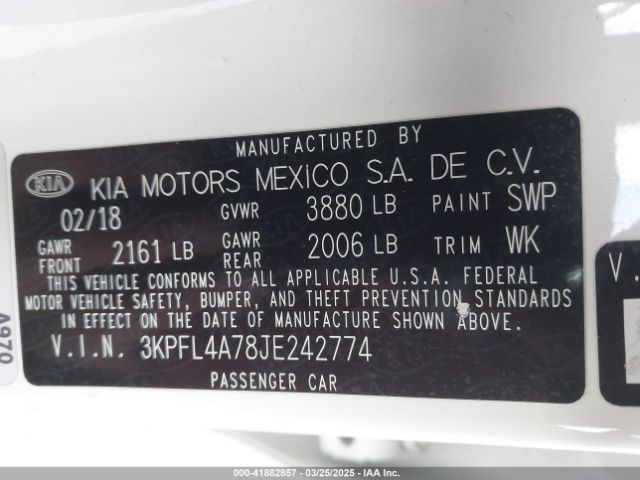 MANUFACTURED BY
KIA KIA MOTORS MEXICO S.A. DE C.V.
02/18 GVWR 3880 LB PAINT SWP
GAWR FRONT 2161 LB GAWR REAR 2006 LB TRIM WK
THIS VEHICLE CONFORMS TO ALL APPLICABLE U.S.A. FEDERAL
MOTOR VEHICLE SAFETY, BUMPER, AND THEFT PREVENTION STANDARDS
IN EFFECT ON THE DATE OF MANUFACTURE SHOWN ABOVE.
V.I.N. 3KPFL4A78JE242774
PASSENGER CAR
A970
V.
000-41882857 | 03/25/2025 | IAA, Inc.